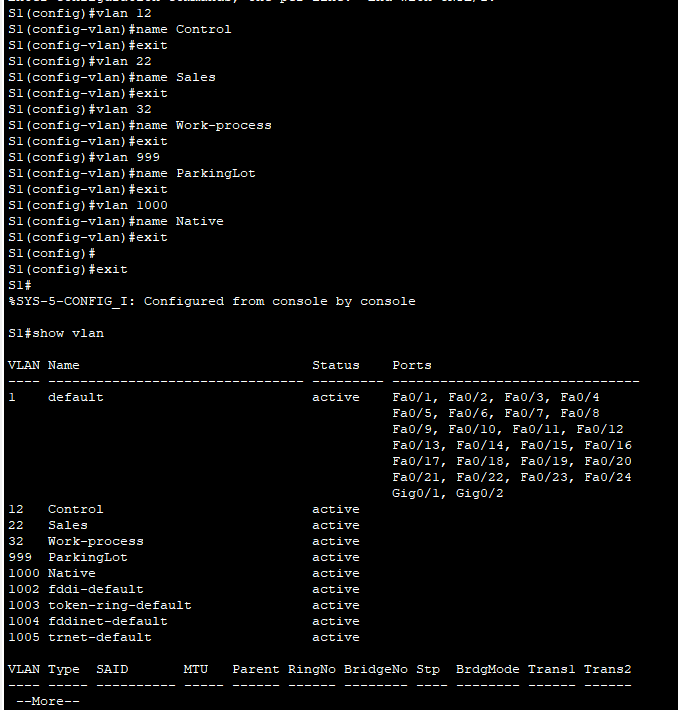 S1(config)#vlan 12
S1(config-vlan)#name Control
S1(config-vlan)#exit
S1(config)#vlan 22
S1(config-vlan)#name Sales
S1(config-vlan)#exit
S1(config)#vlan 32
S1(config-vlan)#name Work-process
S1(config-vlan)#exit
S1(config)#vlan 999
S1(config-vlan)#name ParkingLot
S1(config-vlan)#exit
S1(config)#vlan 1000
S1(config-vlan)#name Native
S1(config-vlan)#exit
S1(config)#
S1(config)#exit
S1#
%SYS-5-CONFIG_I: Configured from console by console
S1#show vlan
VLAN Name                             Status    Ports
---- -------------------------------- --------- -------------------------------
1    default                          active    Fa0/1, Fa0/2, Fa0/3, Fa0/4
                                                Fa0/5, Fa0/6, Fa0/7, Fa0/8
                                                Fa0/9, Fa0/10, Fa0/11, Fa0/12
                                                Fa0/13, Fa0/14, Fa0/15, Fa0/16
                                                Fa0/17, Fa0/18, Fa0/19, Fa0/20
                                                Fa0/21, Fa0/22, Fa0/23, Fa0/24
                                                Gig0/1, Gig0/2
12   Control                          active
22   Sales                            active
32   Work-process                     active
999  ParkingLot                       active
1000 Native                           active
1002 fddi-default                     active
1003 token-ring-default               active
1004 fddinet-default                  active
1005 trnet-default                    active
VLAN Type  SAID       MTU   Parent RingNo BridgeNo Stp  BrdgMode Trans1 Trans2
---- ----- ---------- ----- ------ ------ -------- ---- -------- ------ ------
 --More--